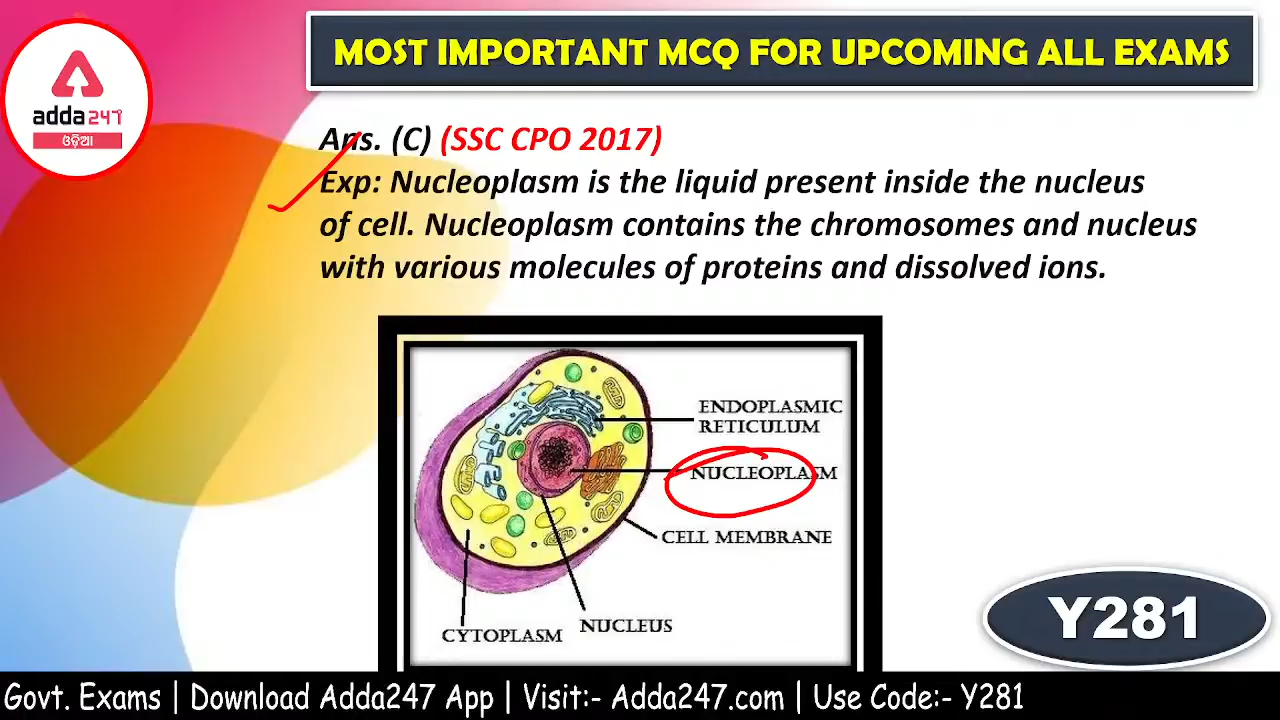 MOST IMPORTANT MCQ FOR UPCOMING ALL EXAMS
adda247
ଓଡ଼ିଆ
Ans. (C) (SSC CPO 2017)
Exp: Nucleoplasm is the liquid present inside the nucleus
of cell. Nucleoplasm contains the chromosomes and nucleus
with various molecules of proteins and dissolved ions.
ENDOPLASMIC
RETICULUM
NUCLEOPLASM
CELL MEMBRANE
NUCLEUS
CYTOPLASM
Y281
Govt. Exams | Download Adda247 App | Visit:- Adda247.com | Use Code:- Y281